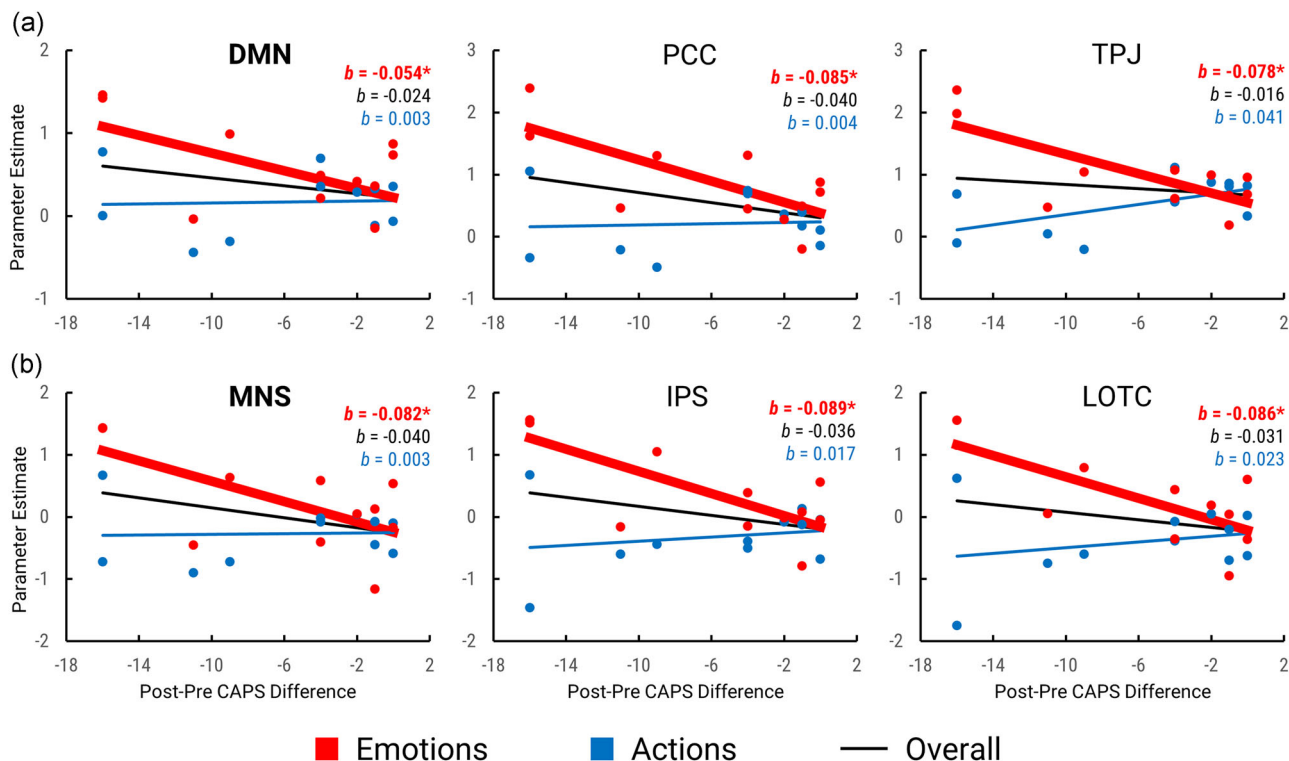 (a)
DMN
b = -0.054*
b = -0.024
b = 0.003
Parameter Estimate
2
1
0
-1
-18 -14 -10 -6 -2 2
PCC
b = -0.085*
b = -0.040
b = 0.004
3
2
1
0
-1
-18 -14 -10 -6 -2 2
TPJ
b = -0.078*
b = -0.016
b = 0.041
3
2
1
0
-1
-18 -14 -10 -6 -2 2
(b)
MNS
b = -0.082*
b = -0.040
b = 0.003
Parameter Estimate
2
1
0
-1
-2
-18 -14 -10 -6 -2 2
Post-Pre CAPS Difference
IPS
b = -0.089*
b = -0.036
b = 0.017
2
1
0
-1
-2
-18 -14 -10 -6 -2 2
Post-Pre CAPS Difference
LOTC
b = -0.086*
b = -0.031
b = 0.023
2
1
0
-1
-2
-18 -14 -10 -6 -2 2
Post-Pre CAPS Difference
Emotions Actions Overall